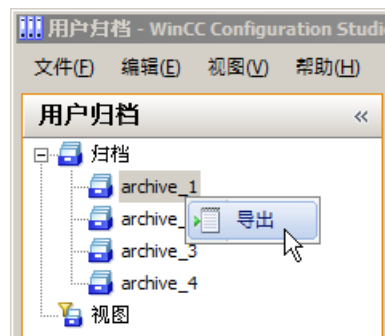 用户归档 - WinCC Configuration Studi
文件(F) 编辑(E) 视图(V) 帮助(H)
用户归档 «
归档
archive_1
archive_
导出
archive_3
archive_4
视图